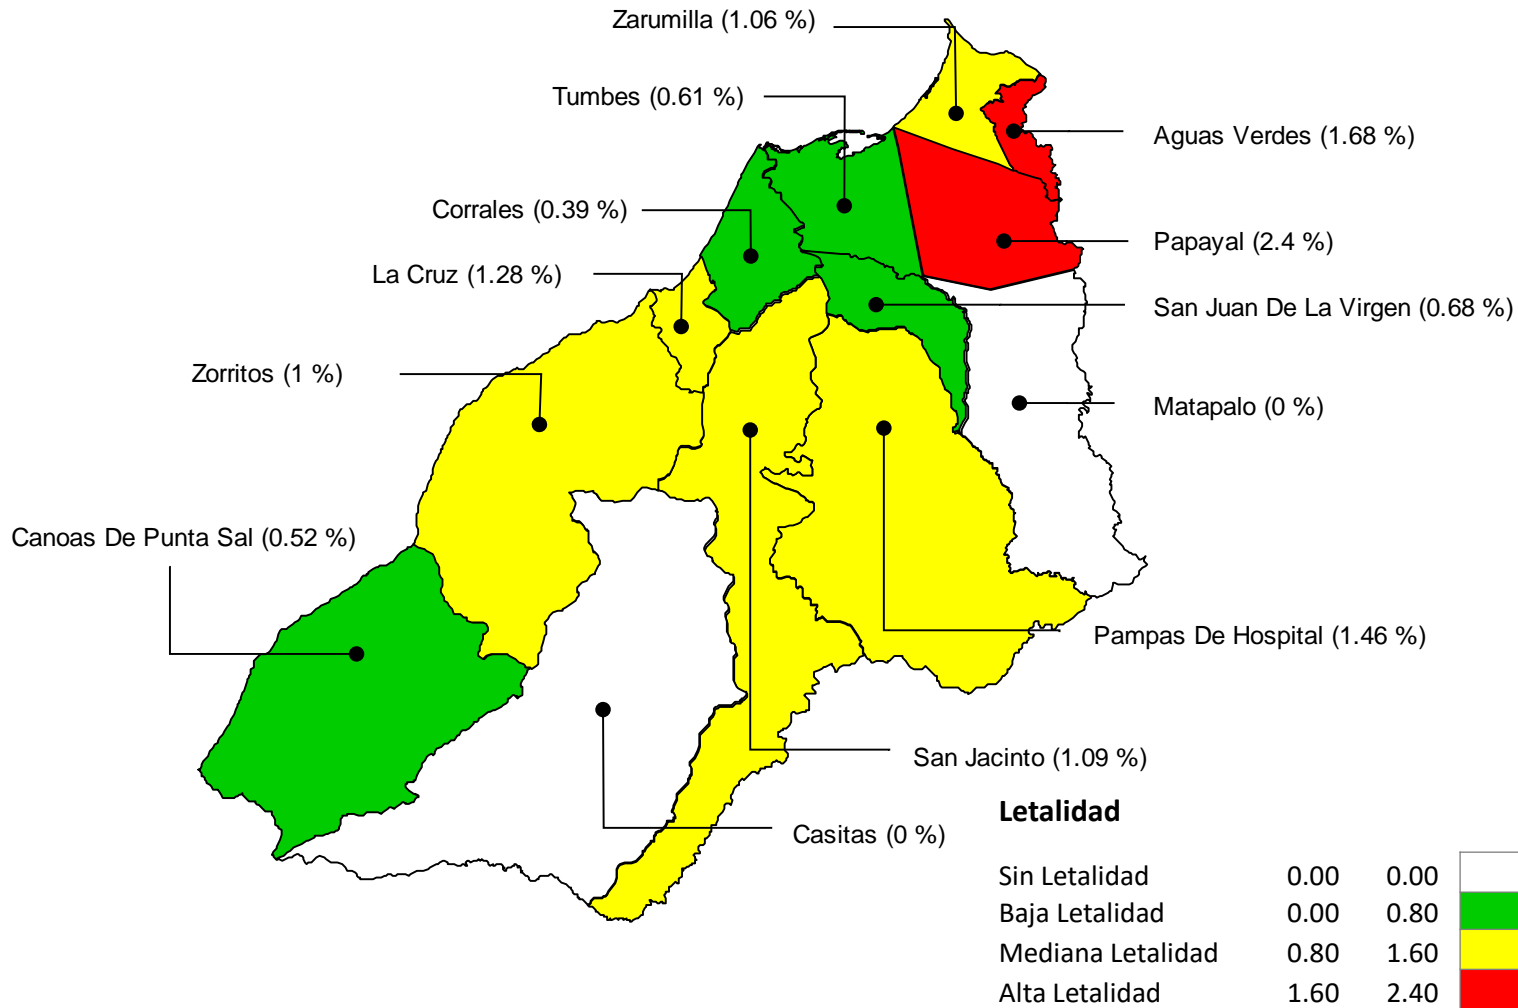 Zarumilla (1.06 %)
Tumbes (0.61 %)
Aguas Verdes (1.68 %)
Corrales (0.39 %)
Papayal (2.4 %)
La Cruz (1.28 %)
San Juan De La Virgen (0.68 %)
Zorritos (1 %)
Matapalo (0 %)
Canoas De Punta Sal (0.52 %)
Pampas De Hospital (1.46 %)
San Jacinto (1.09 %)
Casitas (0 %)
Letalidad
Sin Letalidad 0.00 0.00
Baja Letalidad 0.00 0.80
Mediana Letalidad 0.80 1.60
Alta Letalidad 1.60 2.40